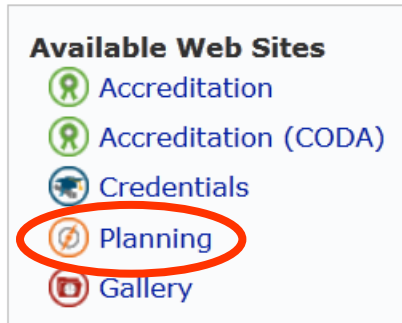 Available Web Sites
Accreditation
Accreditation (CODA)
Credentials
Planning
Gallery